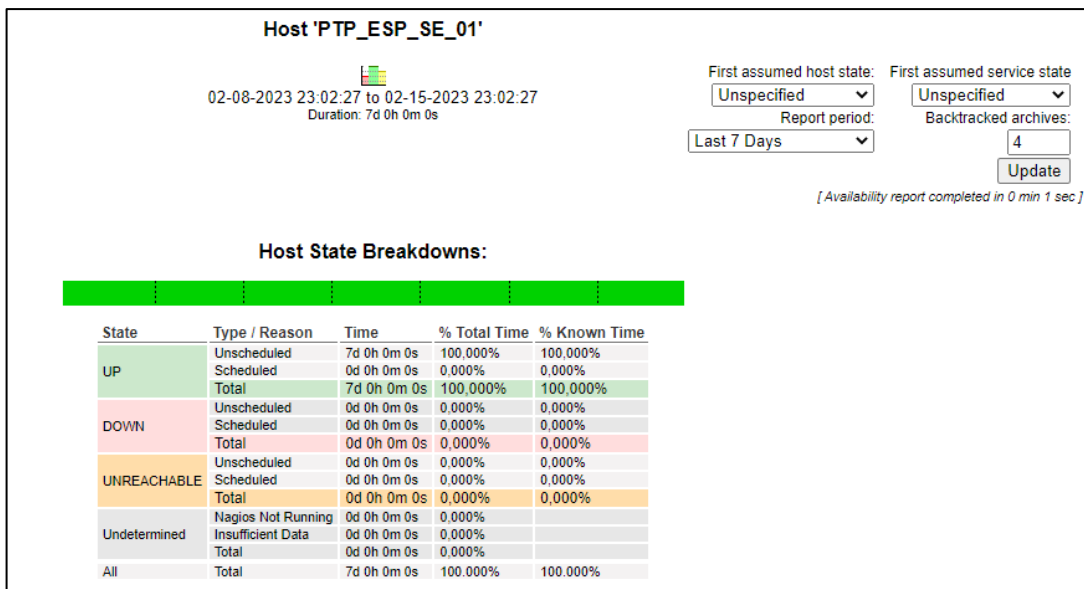 Host 'PTP_ESP_SE_01'
02-08-2023 23:02:27 to 02-15-2023 23:02:27
Duration: 7d 0h 0m 0s
First assumed host state: First assumed service state
Unspecified Unspecified
Report period: Backtracked archives:
Last 7 Days 4
Update
[ Availability report completed in 0 min 1 sec ]
Host State Breakdowns:
State Type / Reason Time % Total Time % Known Time
UP Unscheduled 7d 0h 0m 0s 100,000% 100,000%
Scheduled 0d 0h 0m 0s 0,000% 0,000%
Total 7d 0h 0m 0s 100,000% 100,000%
DOWN Unscheduled 0d 0h 0m 0s 0,000% 0,000%
Scheduled 0d 0h 0m 0s 0,000% 0,000%
Total 0d 0h 0m 0s 0,000% 0,000%
UNREACHABLE Unscheduled 0d 0h 0m 0s 0,000% 0,000%
Scheduled 0d 0h 0m 0s 0,000% 0,000%
Total 0d 0h 0m 0s 0,000% 0,000%
Undetermined Nagios Not Running 0d 0h 0m 0s 0,000%
Insufficient Data 0d 0h 0m 0s 0,000%
Total 0d 0h 0m 0s 0,000%
All Total 7d 0h 0m 0s 100.000% 100.000%